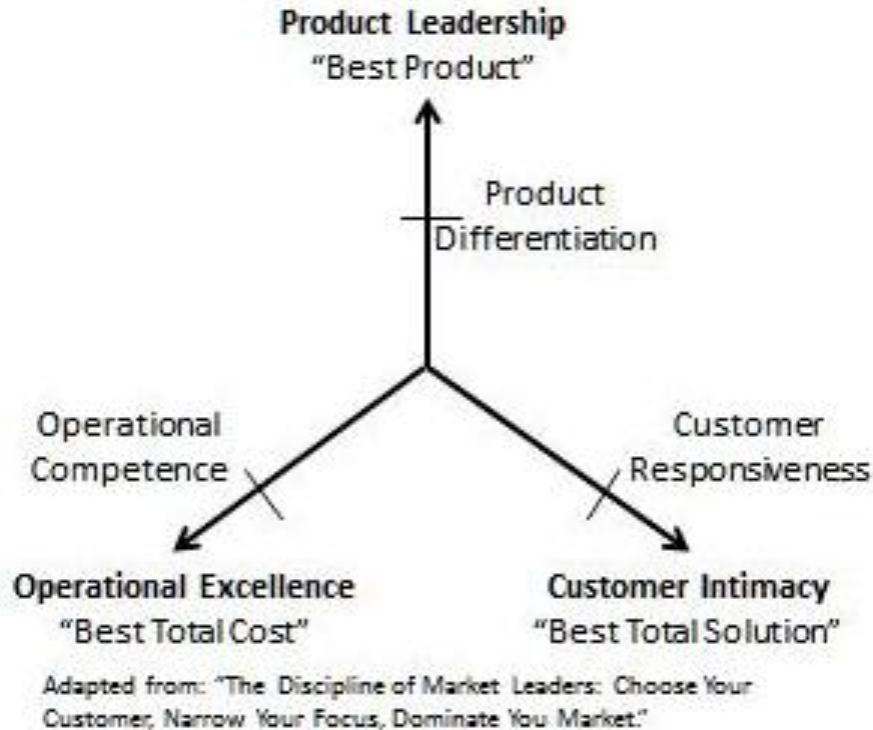 Product Leadership
“Best Product”
Product
Differentiation
Operational
Competence
Customer
Responsiveness
Operational Excellence
“Best Total Cost”
Customer Intimacy
“Best Total Solution”
Adapted from: “The Discipline of Market Leaders: Choose Your
Customer, Narrow Your Focus, Dominate You Market.”